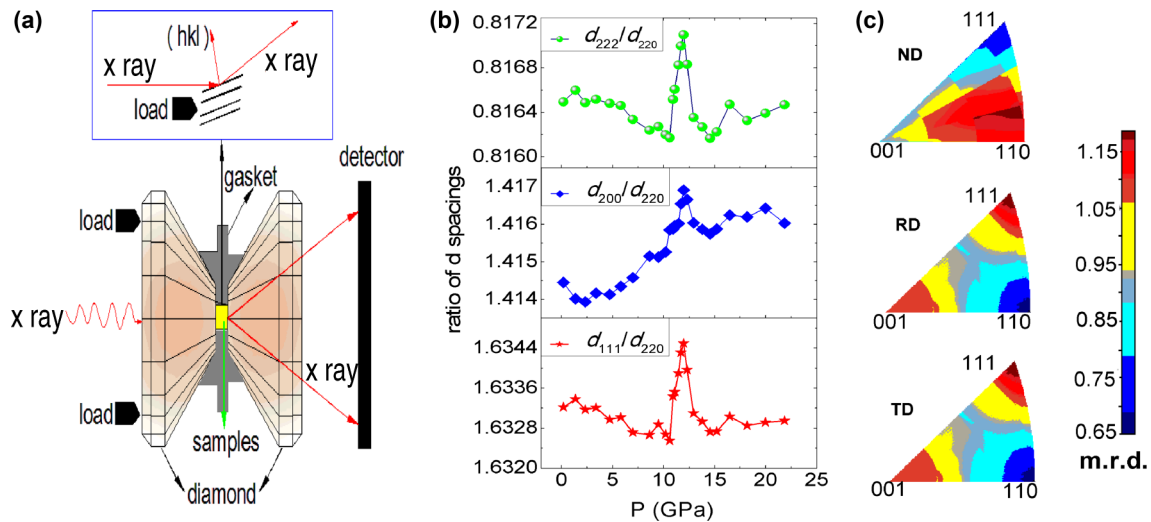 (a)
(hkl)
x ray
x ray
load
detector
gasket
load
x ray
x ray
load
samples
diamond
(b)
ratio of d spacings
0.8172
0.8168
0.8164
0.8160
d222/d220
1.417
1.416
1.415
1.414
d200/d220
1.6344
1.6336
1.6328
1.6320
d111/d220
0 5 10 15 20 25
P (GPa)
(c)
111
ND
001 110
111
RD
001 110
111
TD
001 110
1.15
1.05
0.95
0.85
0.75
0.65
m.r.d.